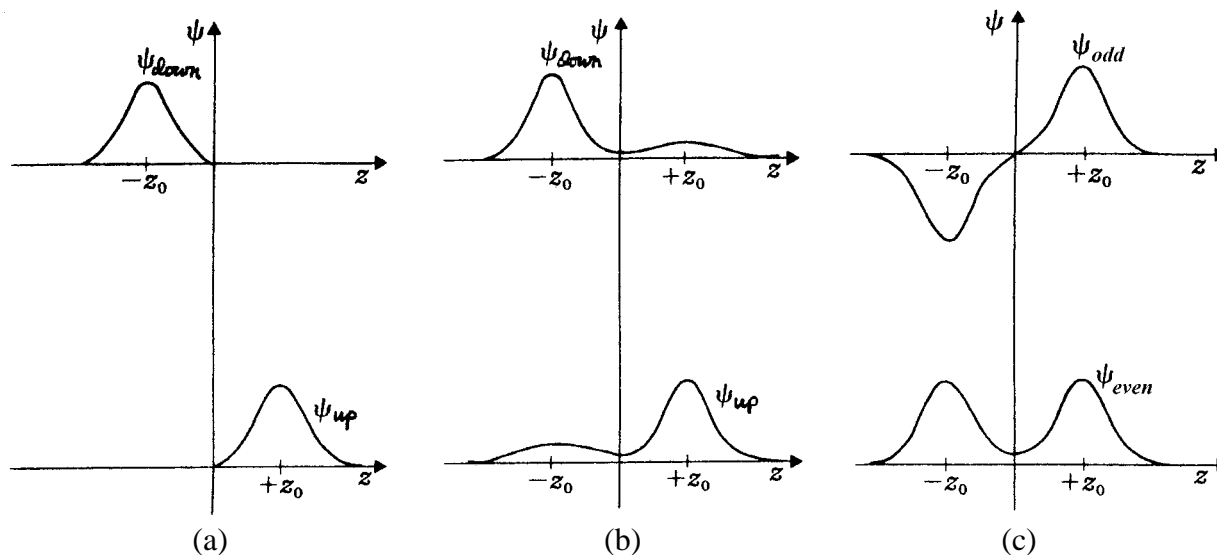 ψ
ψdown
−z₀
z
ψup
+z₀
z
(a)
ψ
ψdown
−z₀
+z₀
z
ψup
−z₀
+z₀
z
(b)
ψ
ψodd
−z₀
+z₀
z
ψeven
−z₀
+z₀
z
(c)